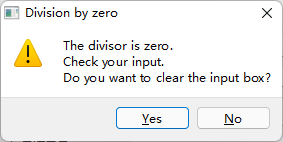 Division by zero
The divisor is zero.
Check your input.
Do you want to clear the input box?
Yes
No